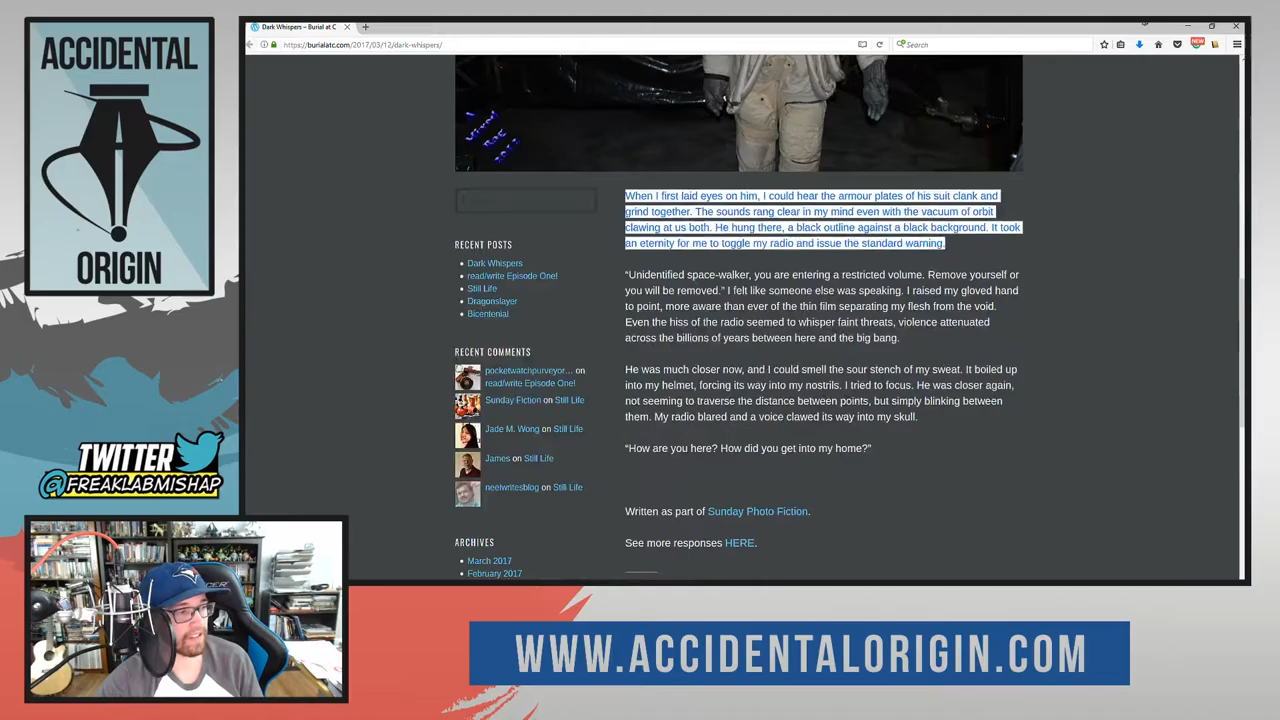 ACCIDENTAL
ORIGIN
Dark Whispers – Burial at C
https://burialatc.com/2017/03/12/dark-whispers/
Search
NEW
When I first laid eyes on him, I could hear the armour plates of his suit clank and
grind together. The sounds rang clear in my mind even with the vacuum of orbit
clawing at us both. He hung there, a black outline against a black background. It took
an eternity for me to toggle my radio and issue the standard warning.
“Unidentified space-walker, you are entering a restricted volume. Remove yourself or
you will be removed.” I felt like someone else was speaking. I raised my gloved hand
to point, more aware than ever of the thin film separating my flesh from the void.
Even the hiss of the radio seemed to whisper faint threats, violence attenuated
across the billions of years between here and the big bang.
He was much closer now, and I could smell the sour stench of my sweat. It boiled up
into my helmet, forcing its way into my nostrils. I tried to focus. He was closer again,
not seeming to traverse the distance between points, but simply blinking between
them. My radio blared and a voice clawed its way into my skull.
“How are you here? How did you get into my home?”
Written as part of Sunday Photo Fiction.
See more responses HERE.
RECENT POSTS
Dark Whispers
read/write Episode One!
Still Life
Dragonslayer
Bicentenial
RECENT COMMENTS
pocketwatchpurveyor… on
read/write Episode One!
Sunday Fiction on Still Life
Jade M. Wong on Still Life
James on Still Life
neelwritesblog on Still Life
ARCHIVES
March 2017
February 2017
TWITTER
@FREAKLABMISHAP
WWW.ACCIDENTALORIGIN.COM